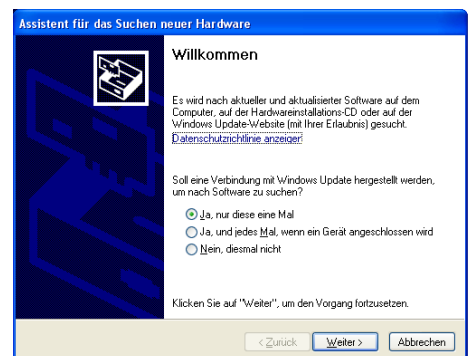 Assistent für das Suchen neuer Hardware
Willkommen
Es wird nach aktueller und aktualisierter Software auf dem
Computer, auf der Hardwareinstallations-CD oder auf der
Windows Update-Website (mit Ihrer Erlaubnis) gesucht.
Datenschutzrichtlinie anzeigen
Soll eine Verbindung mit Windows Update hergestellt werden,
um nach Software zu suchen?
Ja, nur diese eine Mal
Ja, und jedes Mal, wenn ein Gerät angeschlossen wird
Nein, diesmal nicht
Klicken Sie auf "Weiter", um den Vorgang fortzusetzen.
< Zurück Weiter > Abbrechen